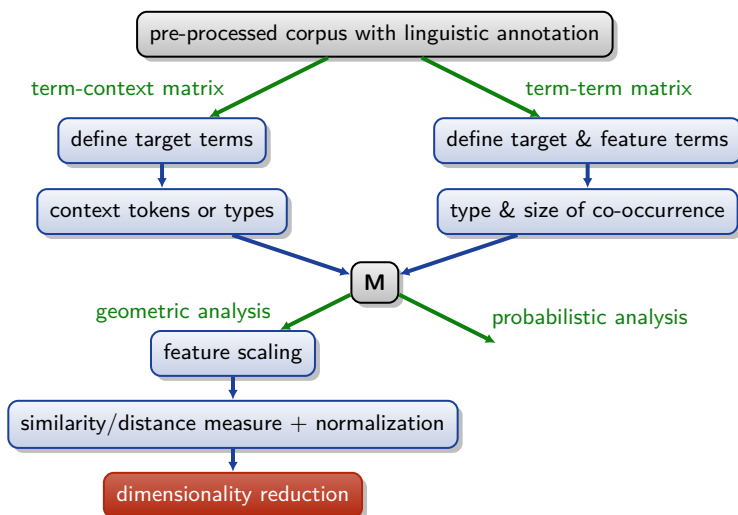 pre-processed corpus with linguistic annotation
term-context matrix
term-term matrix
define target terms
define target & feature terms
context tokens or types
type & size of co-occurrence
M
geometric analysis
probabilistic analysis
feature scaling
similarity/distance measure + normalization
dimensionality reduction